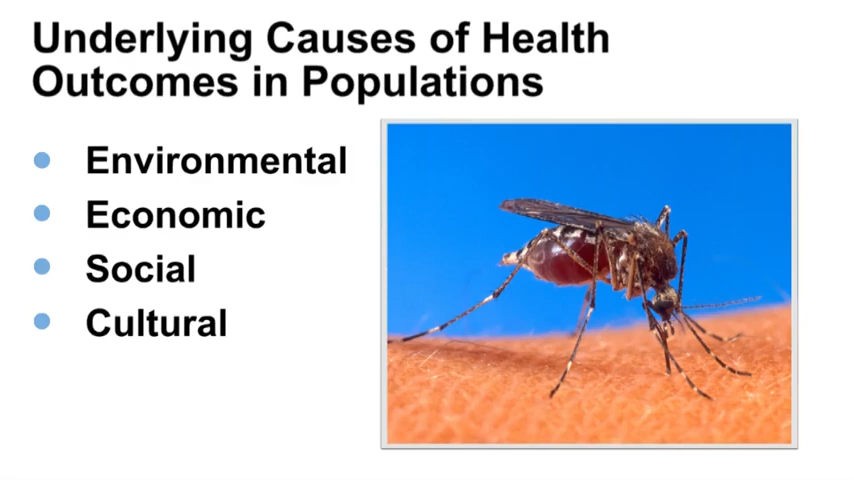 Underlying Causes of Health
Outcomes in Populations
Environmental
Economic
Social
Cultural